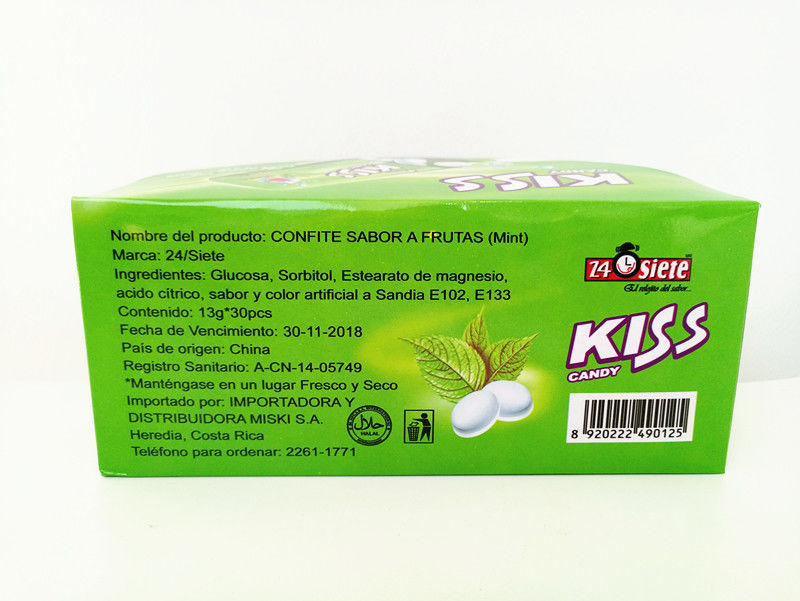 KISS
Nombre del producto: CONFITE SABOR A FRUTAS (Mint)
Marca: 24/Siete
Ingredientes: Glucosa, Sorbitol, Estearato de magnesio,
acido cítrico, sabor y color artificial a Sandia E102, E133
Contenido: 13g*30pcs
Fecha de Vencimiento: 30-11-2018
País de origen: China
Registro Sanitario: A-CN-14-05749
*Manténgase en un lugar Fresco y Seco
Importado por: IMPORTADORA Y
DISTRIBUIDORA MISKI S.A.
Heredia, Costa Rica
Teléfono para ordenar: 2261-1771
حلال
HALAL
24 Siete
El relojito del sabor...
KISS
CANDY
8 920222 490125